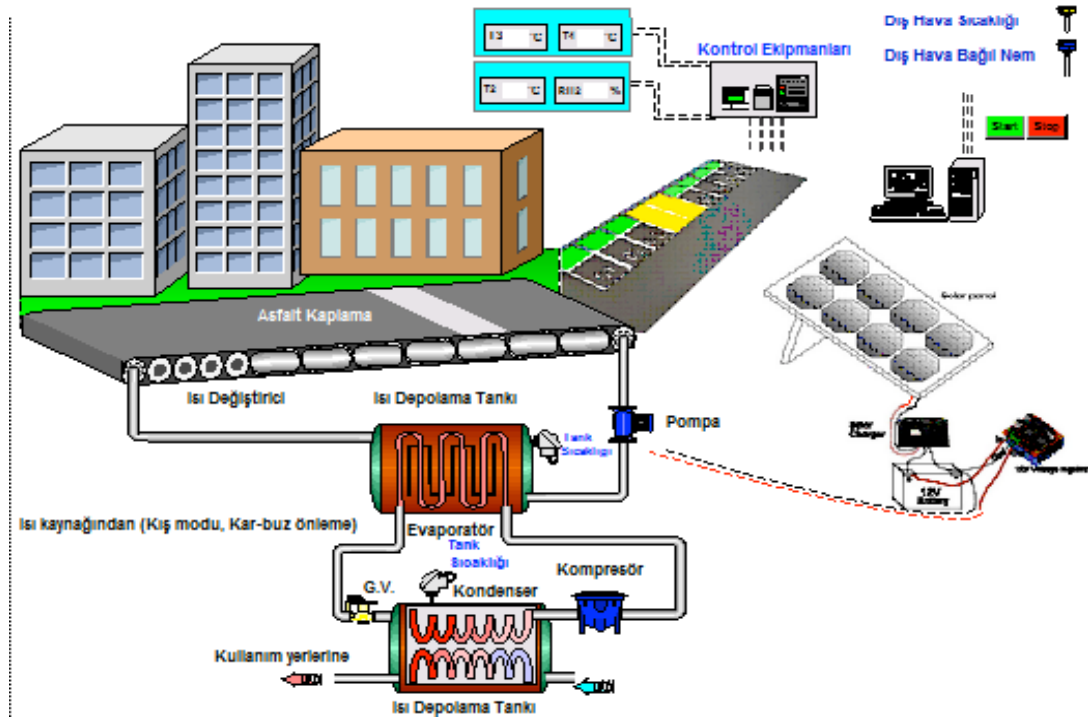 Dış Hava Sıcaklığı
T4
°C
°C
Kontrol Ekipmanları
Dış Hava Bağıl Nem
T2
°C
%
Start
Stop
Solar panel
Asfalt Kaplama
Isı Değiştirici
Isı Depolama Tankı
Pompa
Tank
Sıcaklığı
Charger
12V
Battery
Isı kaynağından (Kış modu, Kar-buz önleme)
Evaporatör
Tank
Sıcaklığı
Kompresör
G.V.
Kondenser
Kullanım yerlerine
Isı Depolama Tankı